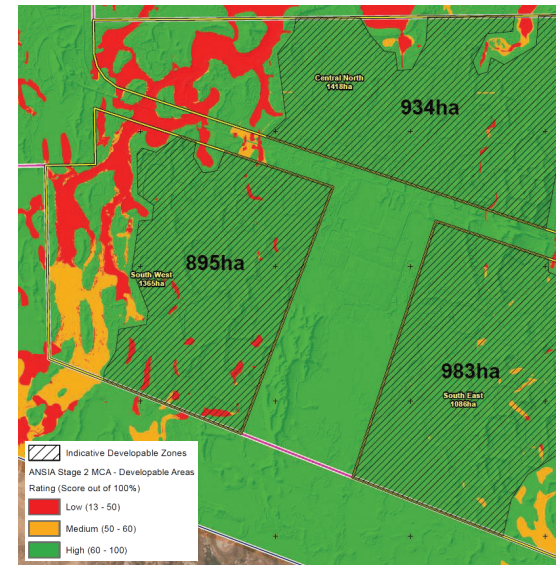 Central North
1418ha
934ha
895ha
South West
1365ha
983ha
South East
1086ha
Indicative Developable Zones
ANSIA Stage 2 MCA - Developable Areas
Rating (Score out of 100%)
Low (13 - 50)
Medium (50 - 60)
High (60 - 100)